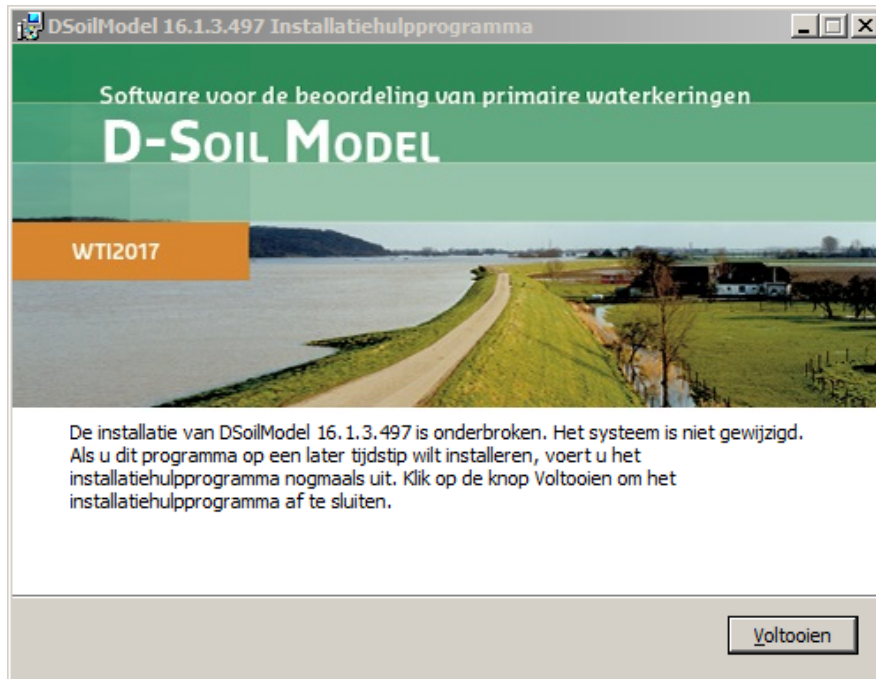 DSoilModel 16.1.3.497 Installatiehulpprogramma
Software voor de beoordeling van primaire waterkeringen
D-SOIL MODEL
WTI2017
De installatie van DSoilModel 16.1.3.497 is onderbroken. Het systeem is niet gewijzigd.
Als u dit programma op een later tijdstip wilt installeren, voert u het
installatiehulpprogramma nogmaals uit. Klik op de knop Voltooien om het
installatiehulpprogramma af te sluiten.
Voltooien